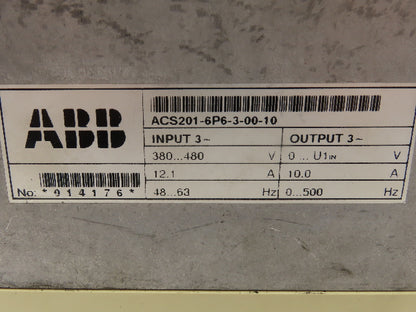 ABB
ACS201-6P6-3-00-10
INPUT 3~ OUTPUT 3~
380...480 V 0 ... U1IN V
12.1 A 10.0 A
No: *914176* 48...63 Hz 0...500 Hz